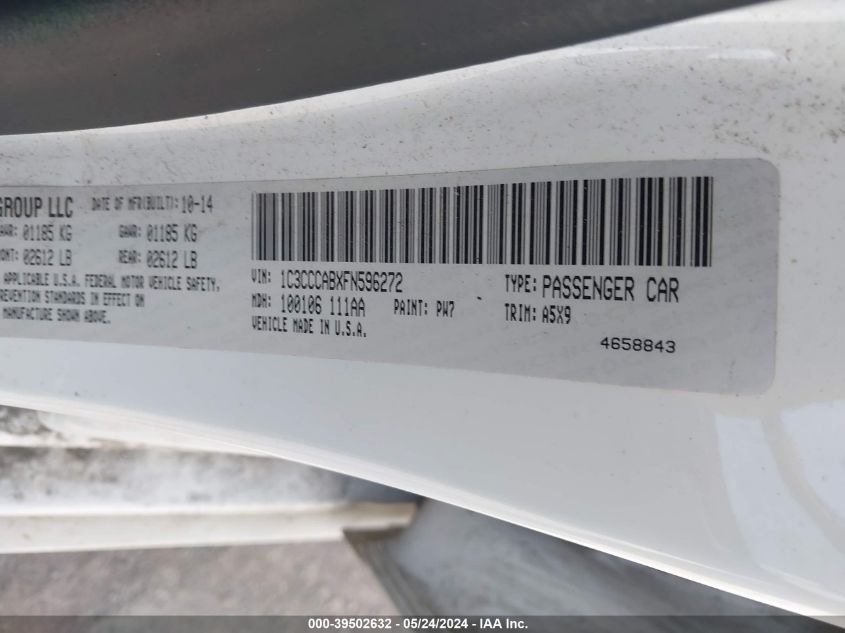 GROUP LLC DATE OF MFR(BUILT): 10-14
01185 KG GAWR: 01185 KG
02612 LB REAR: 02612 LB
APPLICABLE U.S.A. FEDERAL MOTOR VEHICLE SAFETY,
PREVENTION STANDARDS IN EFFECT ON
MANUFACTURE SHOWN ABOVE.
VIN: 1C3CCCABXFN596272 TYPE: PASSENGER CAR
MDH: 100106 111AA PAINT: PW7 TRIM: A5X9
VEHICLE MADE IN U.S.A.
4658843
000-39502632 - 05/24/2024 - IAA Inc.